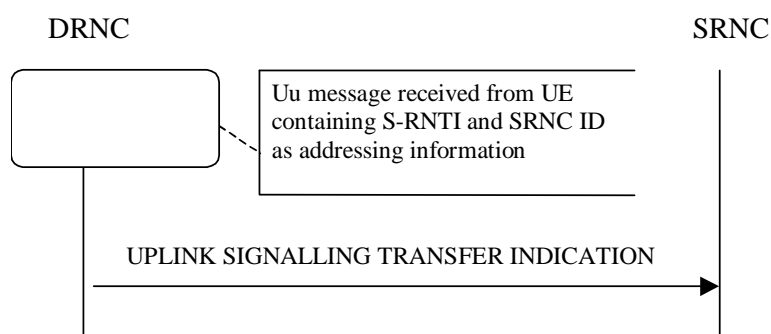 DRNC
SRNC
Uu message received from UE
containing S-RNTI and SRNC ID
as addressing information
UPLINK SIGNALLING TRANSFER INDICATION